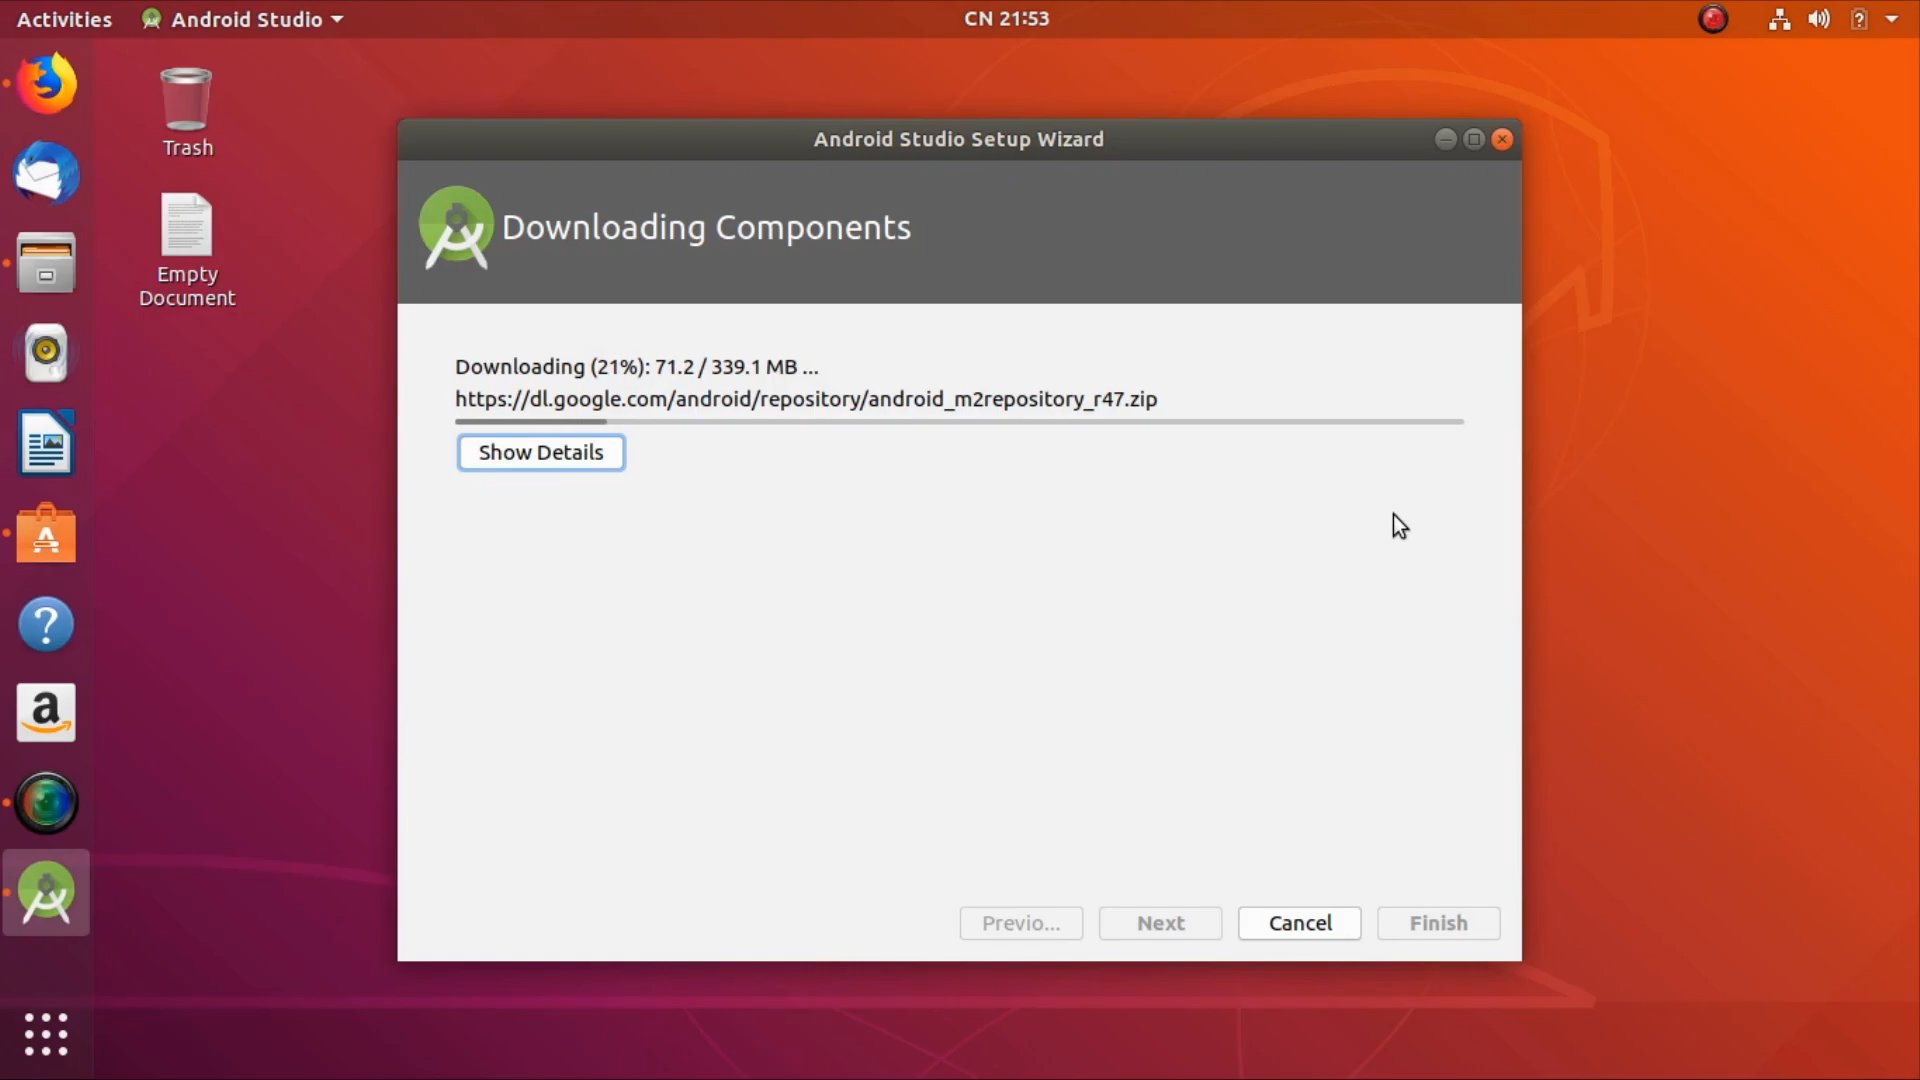 Activities
Android Studio
CN 21:53
Trash
Empty
Document
Android Studio Setup Wizard
Downloading Components
Downloading (21%): 71.2 / 339.1 MB ...
https://dl.google.com/android/repository/android_m2repository_r47.zip
Show Details
Previo...
Next
Cancel
Finish